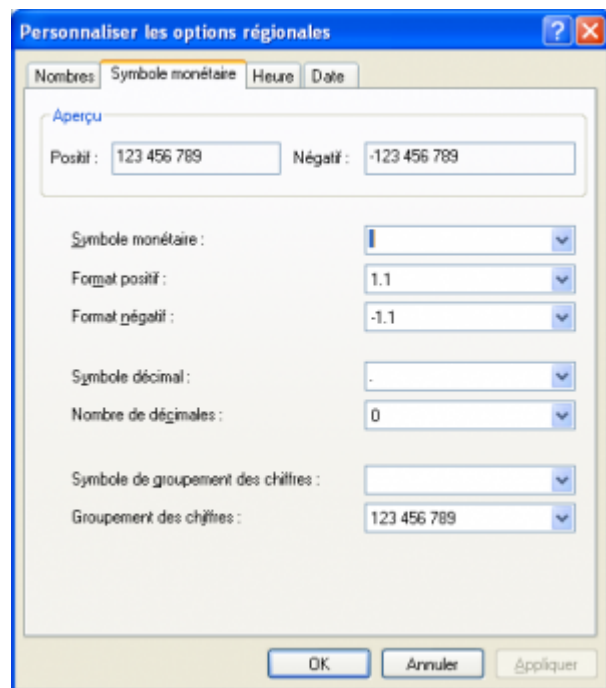 Personnaliser les options régionales
Nombres Symbole monétaire Heure Date
Aperçu
Positif : 123 456 789 Négatif : -123 456 789
Symbole monétaire :
Format positif : 1.1
Format négatif : -1.1
Symbole décimal : .
Nombre de décimales : 0
Symbole de groupement des chiffres :
Groupement des chiffres : 123 456 789
OK Annuler Appliquer